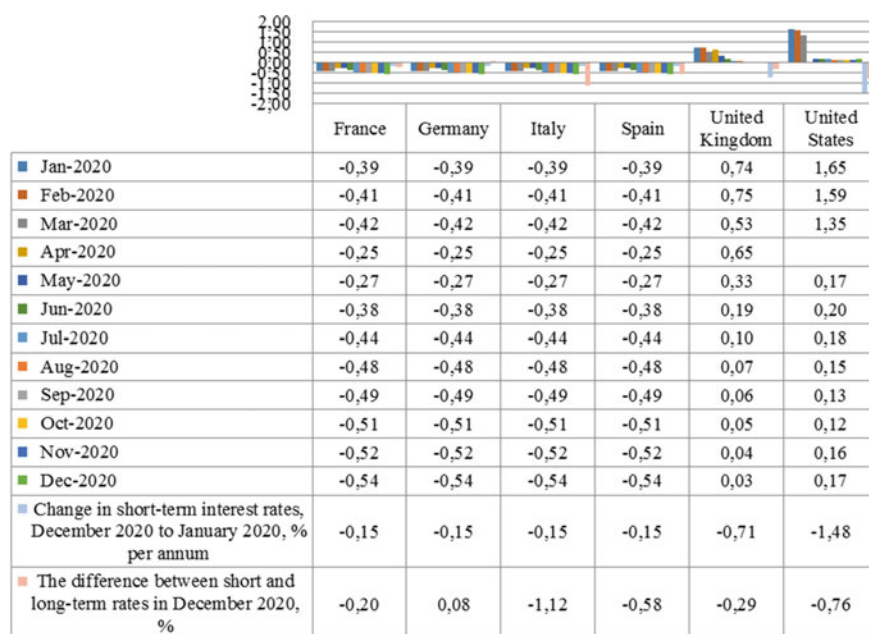 2,00
1,50
1,00
0,50
0,00
-0,50
-1,00
-1,50
-2,00
France Germany Italy Spain United Kingdom United States
Jan-2020 -0,39 -0,39 -0,39 -0,39 0,74 1,65
Feb-2020 -0,41 -0,41 -0,41 -0,41 0,75 1,59
Mar-2020 -0,42 -0,42 -0,42 -0,42 0,53 1,35
Apr-2020 -0,25 -0,25 -0,25 -0,25 0,65
May-2020 -0,27 -0,27 -0,27 -0,27 0,33 0,17
Jun-2020 -0,38 -0,38 -0,38 -0,38 0,19 0,20
Jul-2020 -0,44 -0,44 -0,44 -0,44 0,10 0,18
Aug-2020 -0,48 -0,48 -0,48 -0,48 0,07 0,15
Sep-2020 -0,49 -0,49 -0,49 -0,49 0,06 0,13
Oct-2020 -0,51 -0,51 -0,51 -0,51 0,05 0,12
Nov-2020 -0,52 -0,52 -0,52 -0,52 0,04 0,16
Dec-2020 -0,54 -0,54 -0,54 -0,54 0,03 0,17
Change in short-term interest rates,
December 2020 to January 2020, % -0,15 -0,15 -0,15 -0,15 -0,71 -1,48
per annum
The difference between short and
long-term rates in December 2020, -0,20 0,08 -1,12 -0,58 -0,29 -0,76
%